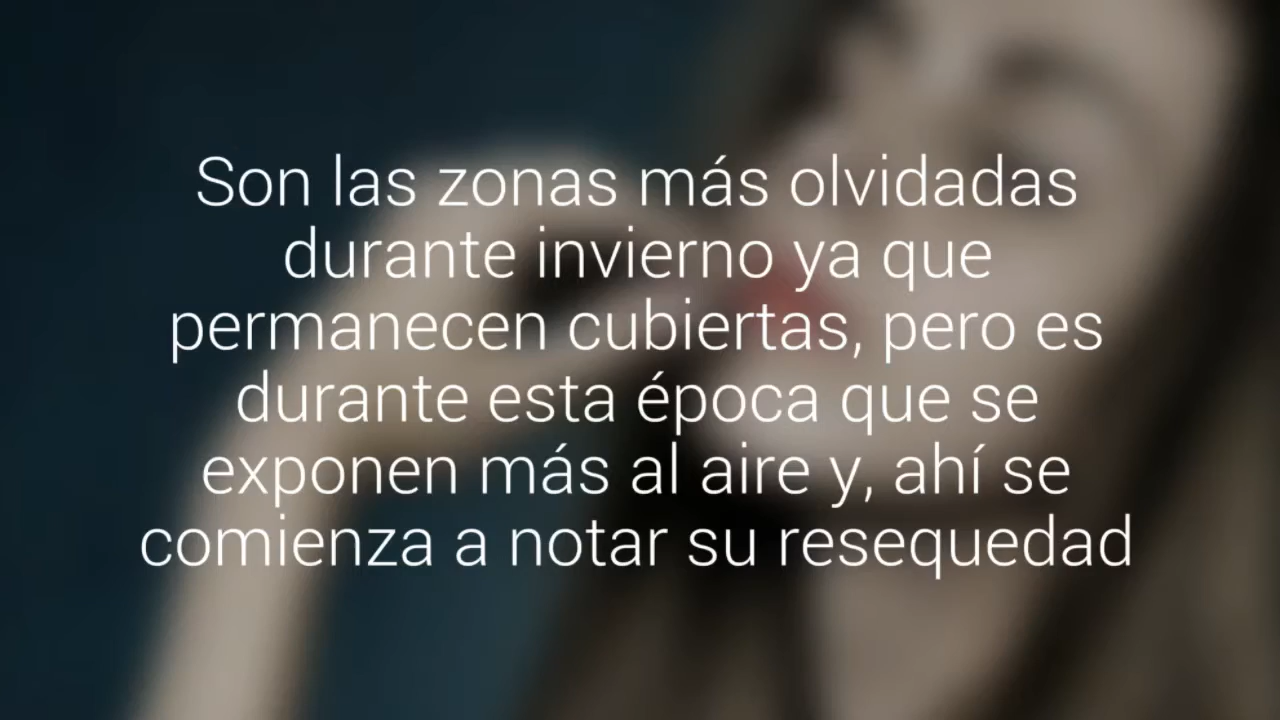 Son las zonas más olvidadas
durante invierno ya que
permanecen cubiertas, pero es
durante esta época que se
exponen más al aire y, ahí se
comienza a notar su resequedad